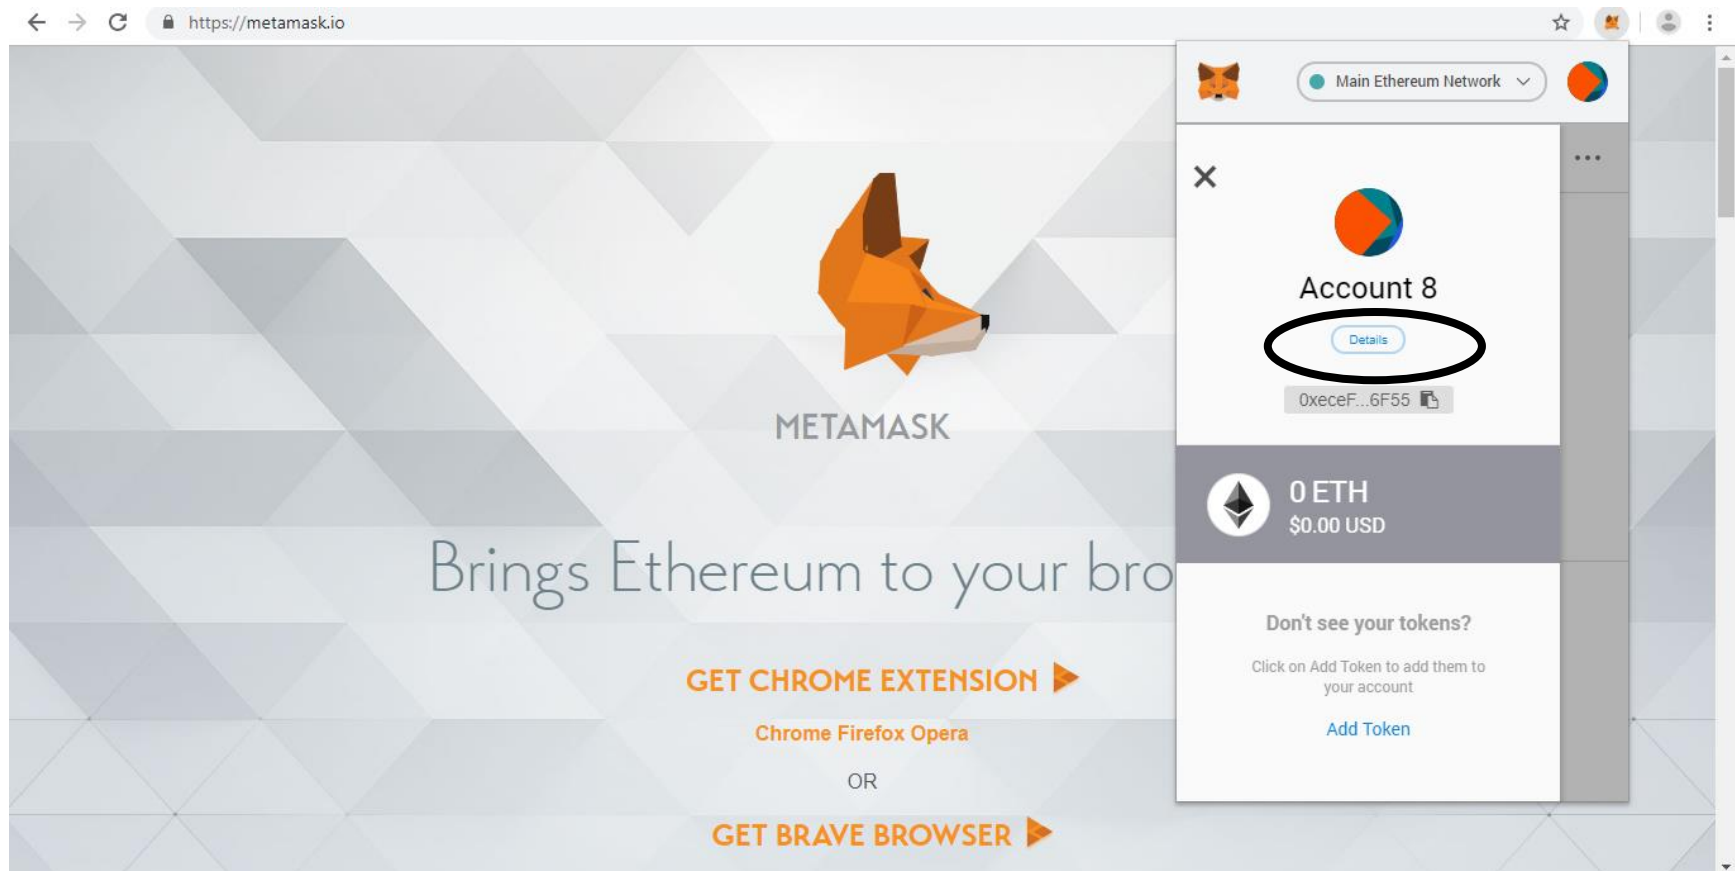 https://metamask.io
Main Ethereum Network
METAMASK
Brings Ethereum to your bro
GET CHROME EXTENSION
Chrome Firefox Opera
OR
GET BRAVE BROWSER
Account 8
Details
0xeceF...6F55
0 ETH
$0.00 USD
Don't see your tokens?
Click on Add Token to add them to
your account
Add Token